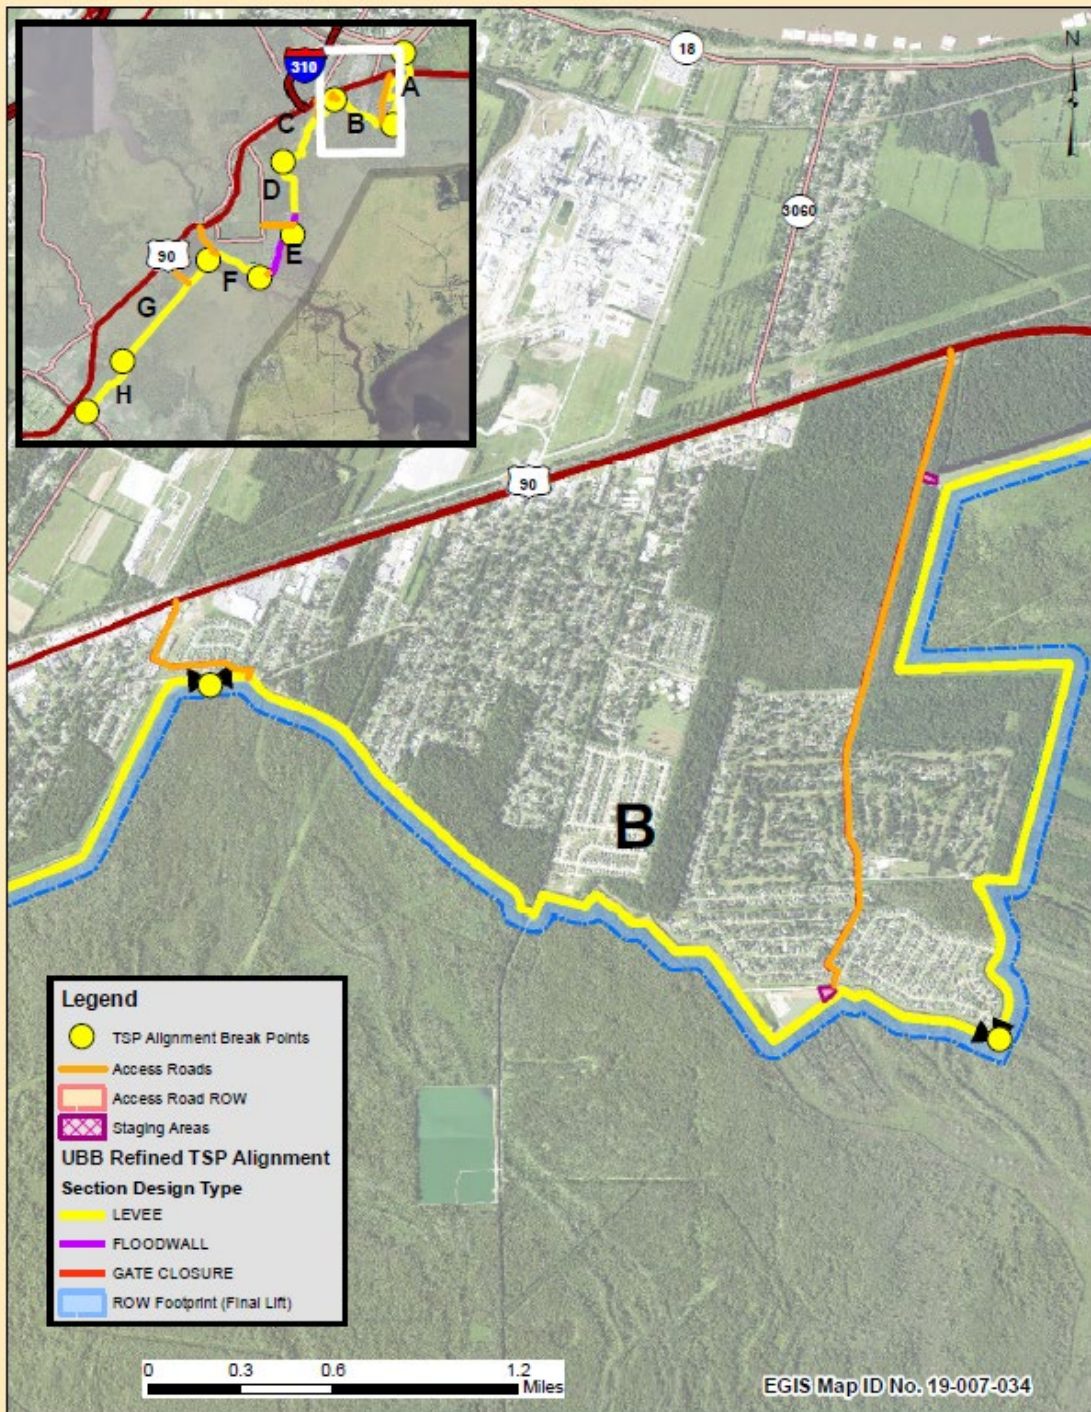 18
N
310
A
C
B
D
3060
E
90
F
G
H
90
B
Legend
TSP Alignment Break Points
Access Roads
Access Road ROW
Staging Areas
UBB Refined TSP Alignment
Section Design Type
LEVEE
FLOODWALL
GATE CLOSURE
ROW Footprint (Final Lift)
0 0.3 0.6 1.2
Miles
EGIS Map ID No. 19-007-034